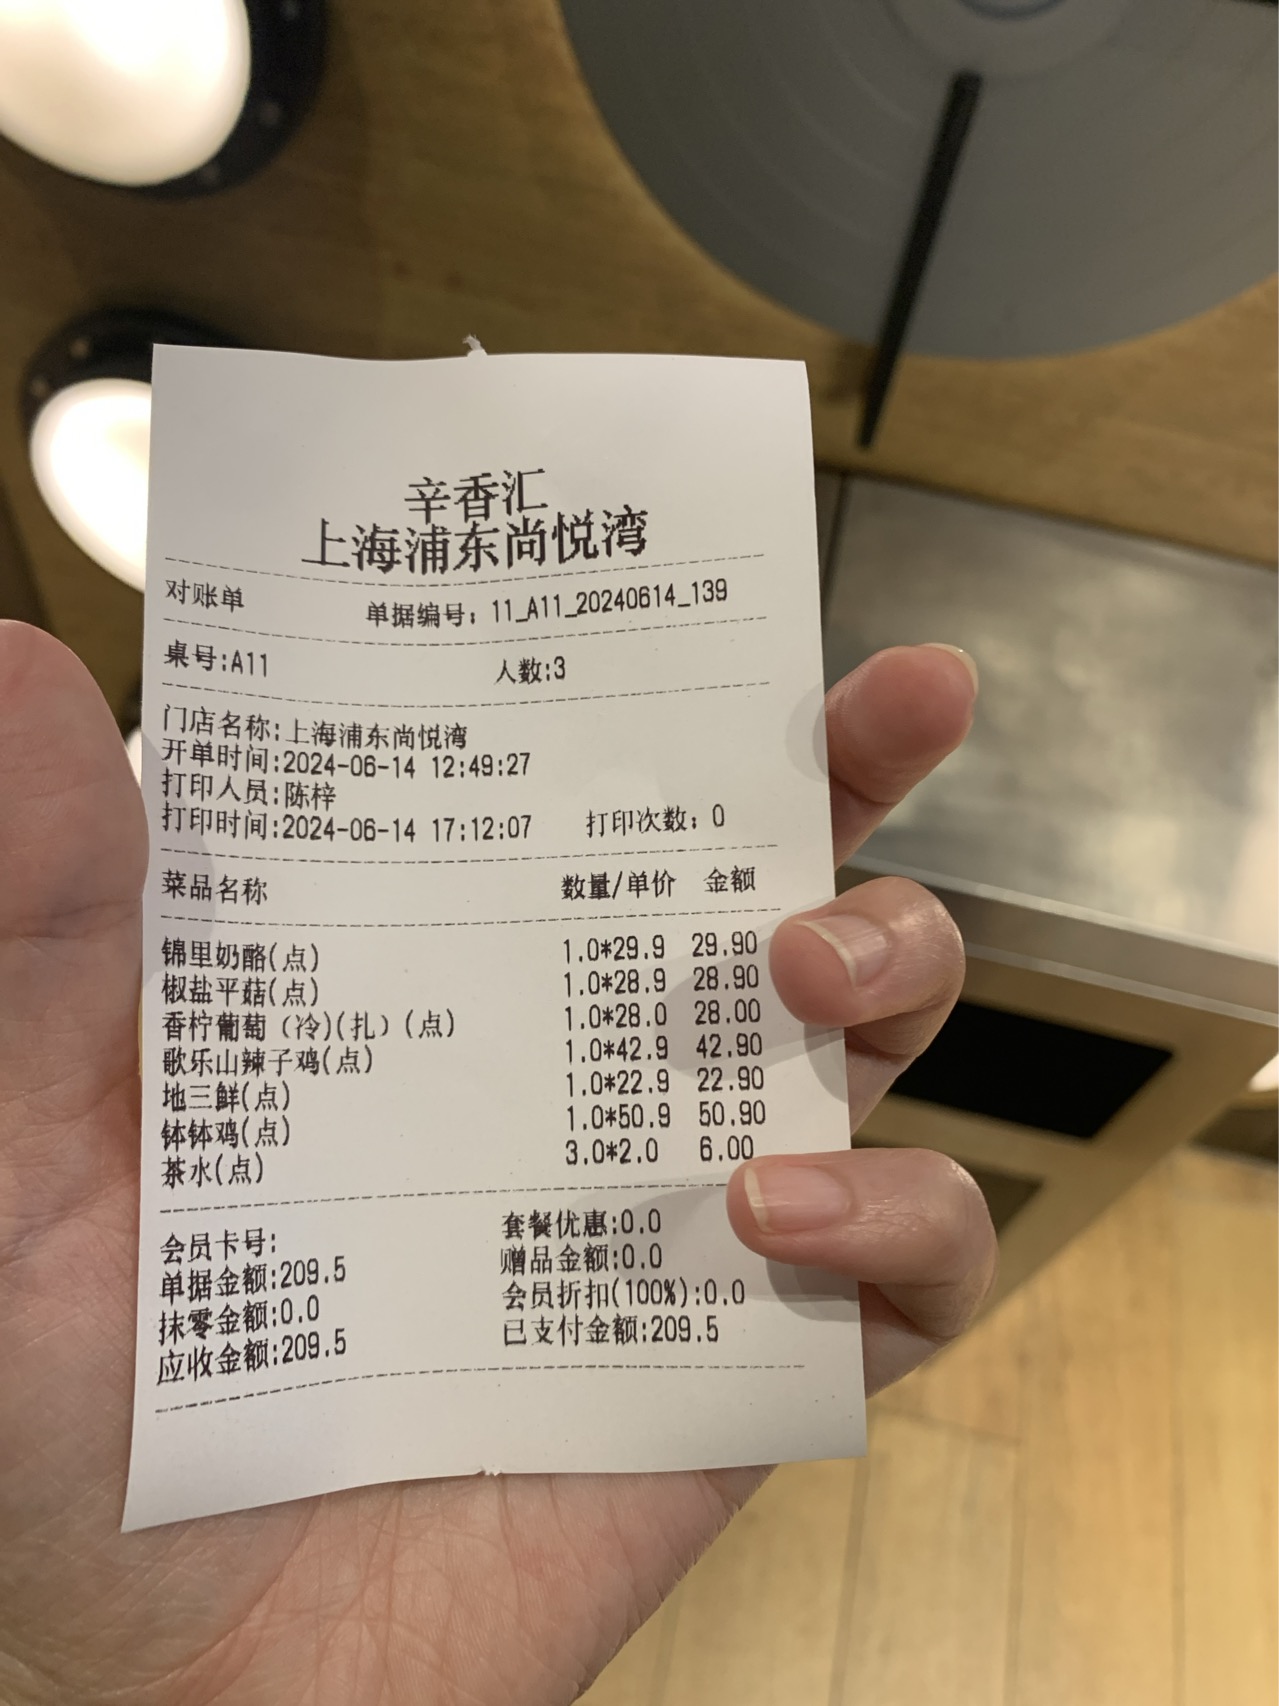 辛香汇
上海浦东尚悦湾
对账单 单据编号: 11_A11_20240614_139
桌号:A11 人数:3
门店名称:上海浦东尚悦湾
开单时间:2024-06-14 12:49:27
打印人员:陈梓
打印时间:2024-06-14 17:12:07 打印次数: 0
菜品名称 数量/单价 金额
锦里奶酪(点) 1.0*29.9 29.90
椒盐平菇(点) 1.0*28.9 28.90
香柠葡萄（冷)(扎）(点) 1.0*28.0 28.00
歌乐山辣子鸡(点) 1.0*42.9 42.90
地三鲜(点) 1.0*22.9 22.90
钵钵鸡(点) 1.0*50.9 50.90
茶水(点) 3.0*2.0 6.00
会员卡号: 套餐优惠:0.0
单据金额:209.5 赠品金额:0.0
抹零金额:0.0 会员折扣(100%):0.0
应收金额:209.5 已支付金额:209.5